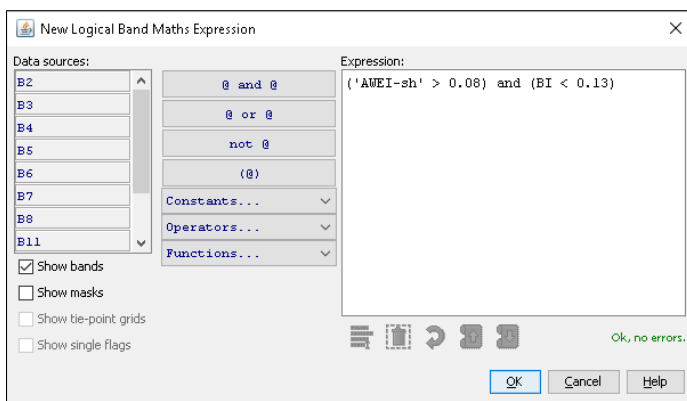 New Logical Band Maths Expression
Data sources:
B2
B3
B4
B5
B6
B7
B8
B11
Show bands
Show masks
Show tie-point grids
Show single flags
@ and @
@ or @
not @
(@)
Constants...
Operators...
Functions...
Expression:
('AWEI-sh' > 0.08) and (BI < 0.13)
Ok, no errors.
OK Cancel Help